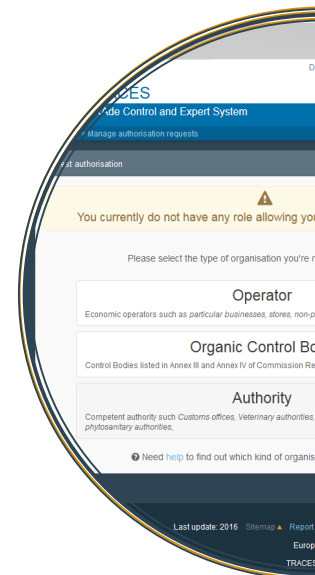 D
CES
ade Control and Expert System
> Manage authorisation requests
est authorisation
You currently do not have any role allowing you
Please select the type of organisation you're r
Operator
Economic operators such as particular businesses, stores, non-p
Organic Control Bo
Control Bodies listed in Annex III and Annex IV of Commission Re
Authority
Competent authority such Customs offices, Veterinary authorities,
phytosanitary authorities,
Need help to find out which kind of organis
Last update: 2016 Sitemap Report
Europ
TRACES